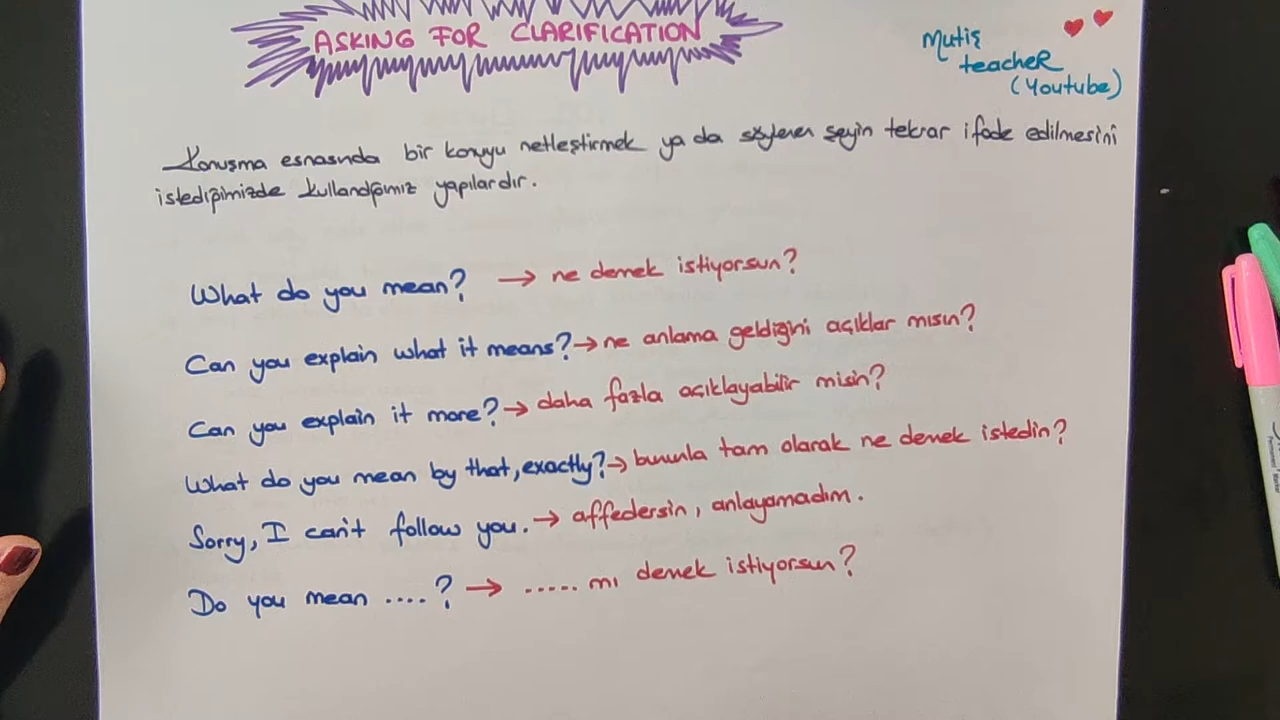 ASKING FOR CLARIFICATION
Mutiş
teacher
(Youtube)
Konuşma esnasında bir konuyu netleştirmek ya da söylenen şeyin tekrar ifade edilmesini
istediğimizde kullandığımız yapılardır.
What do you mean? → ne demek istiyorsun?
Can you explain what it means? → ne anlama geldiğini açıklar mısın?
Can you explain it more? → daha fazla açıklayabilir misin?
What do you mean by that, exactly? → bununla tam olarak ne demek istedin?
Sorry, I can't follow you. → affedersin, anlayamadım.
Do you mean ....? → ..... mı demek istiyorsun?